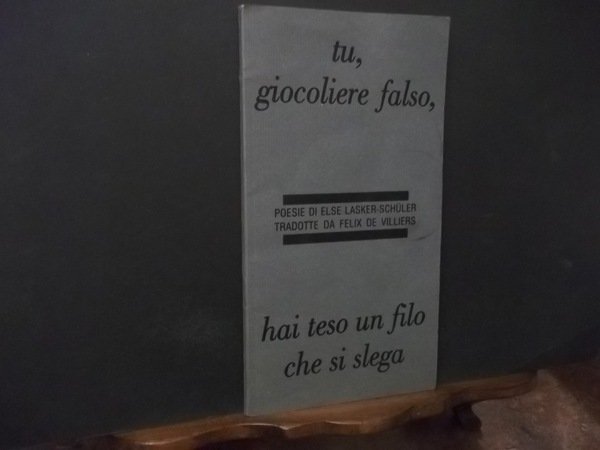 tu,
giocoliere falso,
POESIE DI ELSE LASKER-SCHÜLER
TRADOTTE DA FELIX DE VILLIERS
hai teso un filo
che si slega